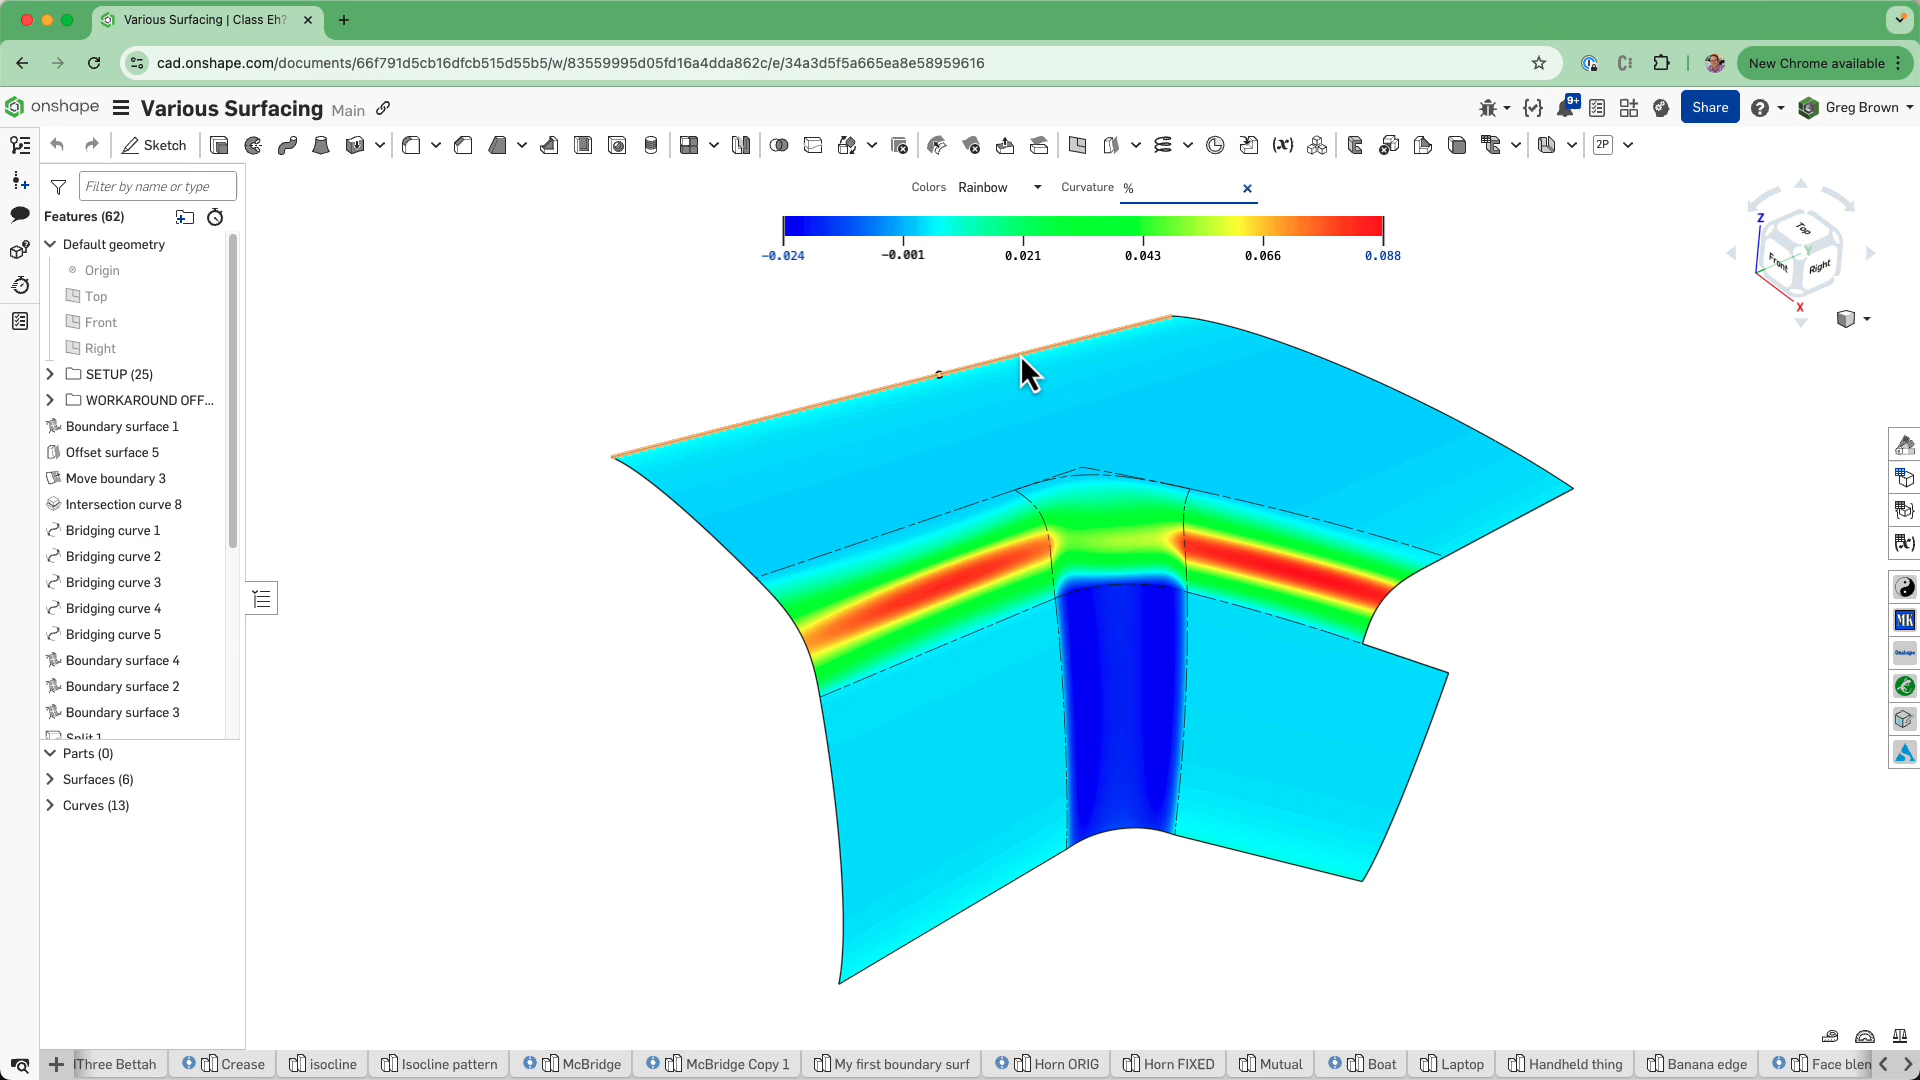 Various Surfacing | Class Eh?
cad.onshape.com/documents/66f791d5cb16dfcb515d55b5/w/83559995d05fd16a4dda862c/e/34a3d5f5a665ea8e58959616
New Chrome available
onshape
Various Surfacing Main
9+
Share
Greg Brown
Sketch
(x)
2P
Filter by name or type
Colors Rainbow Curvature %
Features (62)
-0.024 -0.001 0.021 0.043 0.066 0.088
Z
Top
Y
Front
Right
X
Default geometry
Origin
Top
Front
Right
SETUP (25)
WORKAROUND OFF...
Boundary surface 1
Offset surface 5
Move boundary 3
Intersection curve 8
Bridging curve 1
Bridging curve 2
Bridging curve 3
Bridging curve 4
Bridging curve 5
Boundary surface 4
Boundary surface 2
Boundary surface 3
Split 1
Parts (0)
Surfaces (6)
Curves (13)
(x)
MK
Onshape
Three Bettah Crease isocline Isocline pattern McBridge McBridge Copy 1 My first boundary surf Horn ORIG Horn FIXED Mutual Boat Laptop Handheld thing Banana edge Face blen